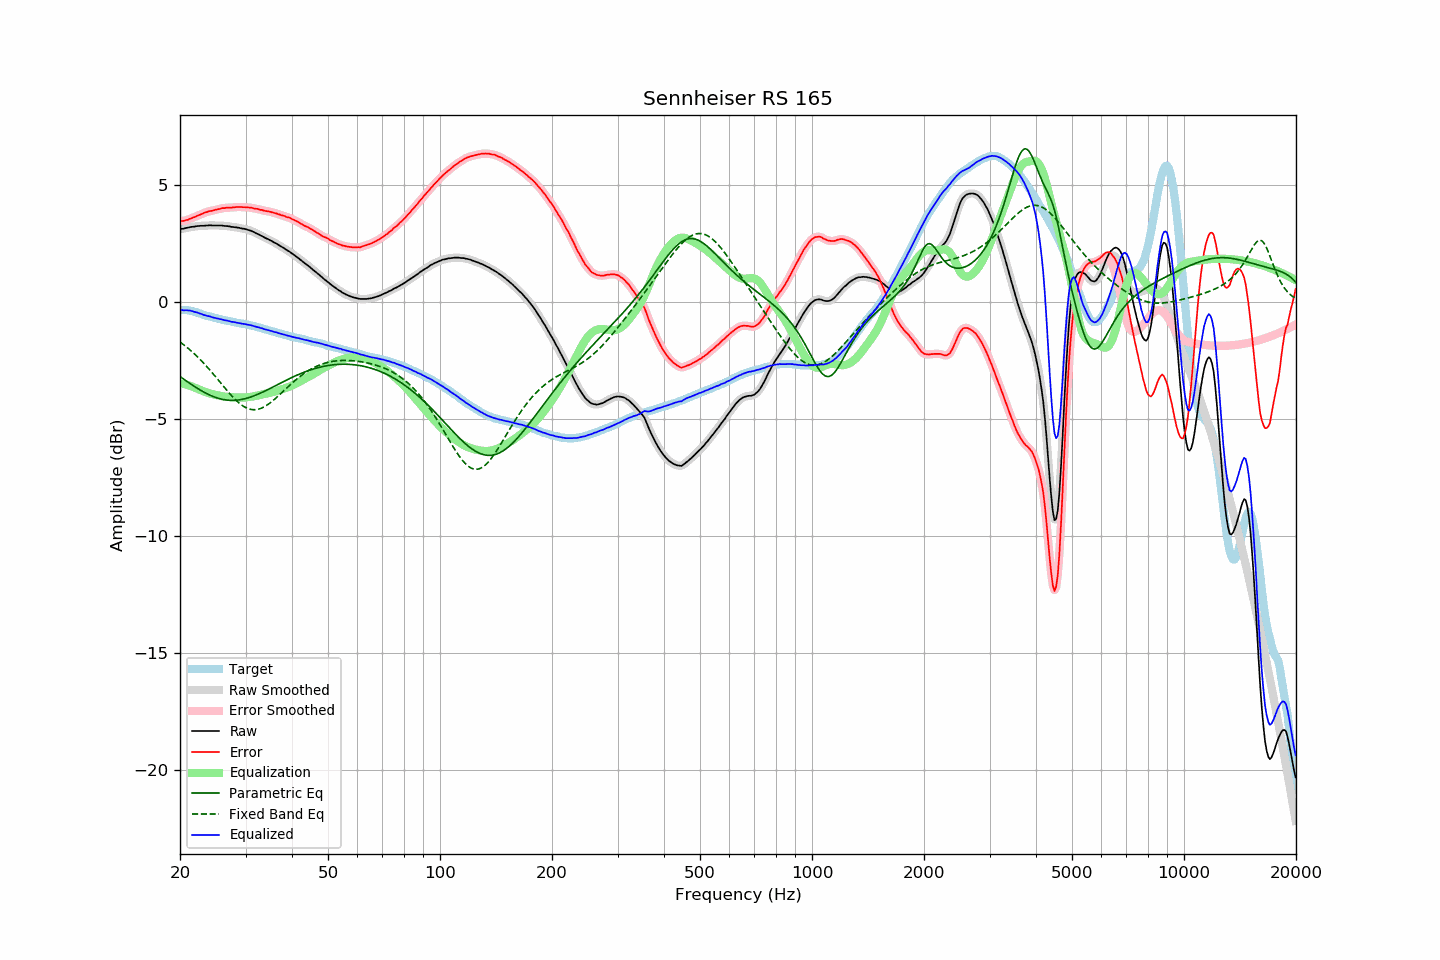 Sennheiser RS 165
Amplitude (dBr)
5
0
−5
−10
−15
−20
Target
Raw Smoothed
Error Smoothed
Raw
Error
Equalization
Parametric Eq
Fixed Band Eq
Equalized
20 50 100 200 500 1000 2000 5000 10000 20000
Frequency (Hz)